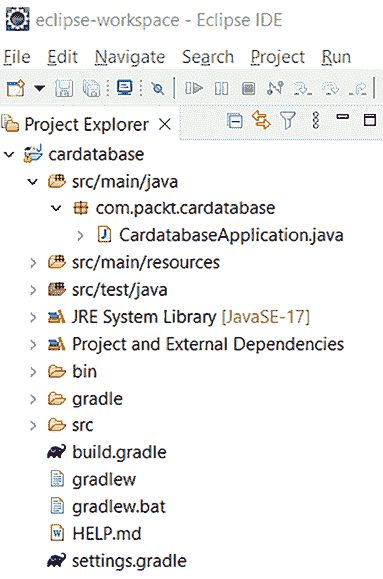 eclipse-workspace - Eclipse IDE
File Edit Navigate Search Project Run
Project Explorer
cardatabase
src/main/java
com.packt.cardatabase
CardatabaseApplication.java
src/main/resources
src/test/java
JRE System Library [JavaSE-17]
Project and External Dependencies
bin
gradle
src
build.gradle
gradlew
gradlew.bat
HELP.md
settings.gradle